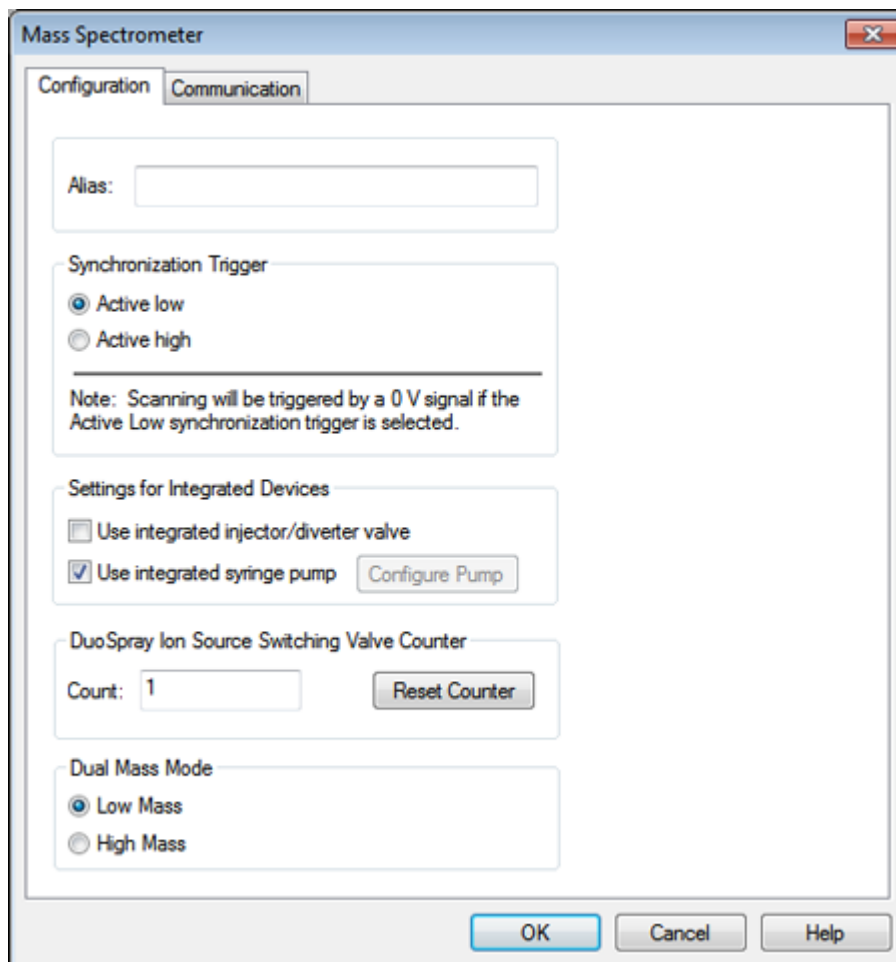 Mass Spectrometer
Configuration
Communication
Alias:
Synchronization Trigger
Active low
Active high
Note: Scanning will be triggered by a 0 V signal if the
Active Low synchronization trigger is selected.
Settings for Integrated Devices
Use integrated injector/diverter valve
Use integrated syringe pump
Configure Pump
DuoSpray Ion Source Switching Valve Counter
Count:
1
Reset Counter
Dual Mass Mode
Low Mass
High Mass
OK
Cancel
Help